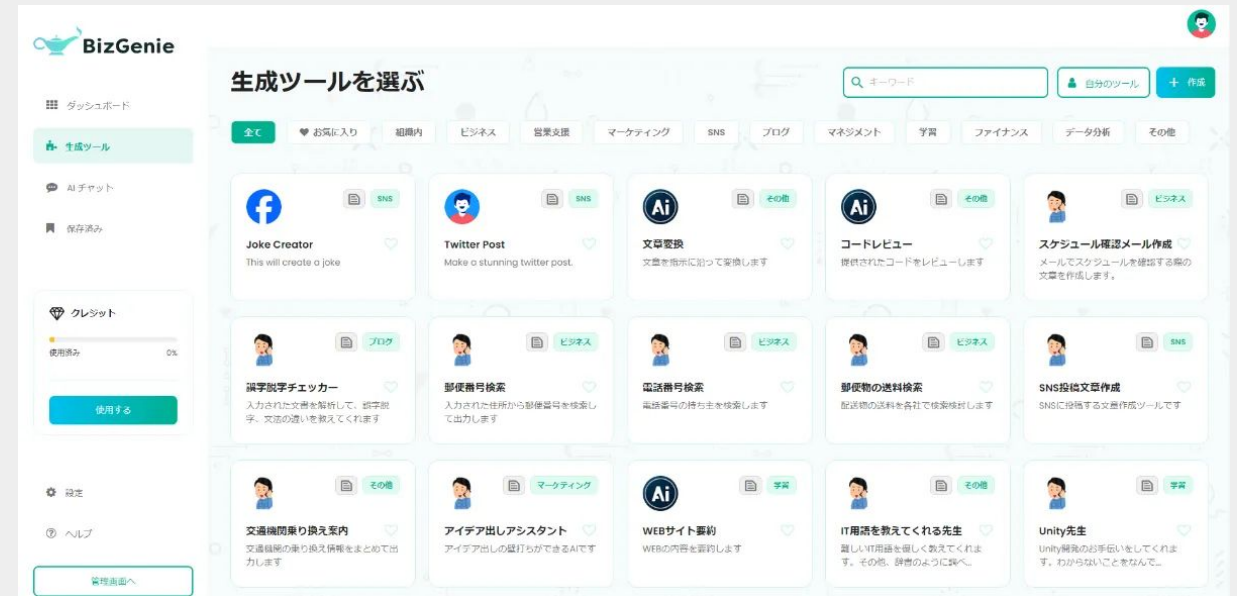 BizGenie
ダッシュボード
生成ツール
AIチャット
保存済み
クレジット
使用済み 0%
使用する
設定
ヘルプ
管理画面へ
生成ツールを選ぶ
キーワード
自分のツール
+ 作成
全て
お気に入り
組織内
ビジネス
営業支援
マーケティング
SNS
ブログ
マネジメント
学習
ファイナンス
データ分析
その他
SNS
Joke Creator
This will create a joke
SNS
Twitter Post
Make a stunning twitter post.
Ai
その他
文章変換
文章を指示に沿って変換します
Ai
その他
コードレビュー
提供されたコードをレビューします
ビジネス
スケジュール確認メール作成
メールでスケジュールを確認する際の
文章を作成します。
ブログ
誤字脱字チェッカー
入力された文書を解析して、誤字脱
字、文法の違いを教えてくれます
ビジネス
郵便番号検索
入力された住所から郵便番号を検索し
て出力します
ビジネス
電話番号検索
電話番号の持ち主を検索します
ビジネス
郵便物の送料検索
配送物の送料を各社で検索検討します
SNS
SNS投稿文章作成
SNSに投稿する文章作成ツールです
その他
交通機関乗り換え案内
交通機関の乗り換え情報をまとめて出
力します
マーケティング
アイデア出しアシスタント
アイデア出しの壁打ちができるAIです
Ai
学習
WEBサイト要約
WEBの内容を要約します
その他
IT用語を教えてくれる先生
難しいIT用語を優しく教えてくれま
す。その他、辞書のように調べ...
学習
Unity先生
Unity開発のお手伝いをしてくれま
す。わからないことをなんで...